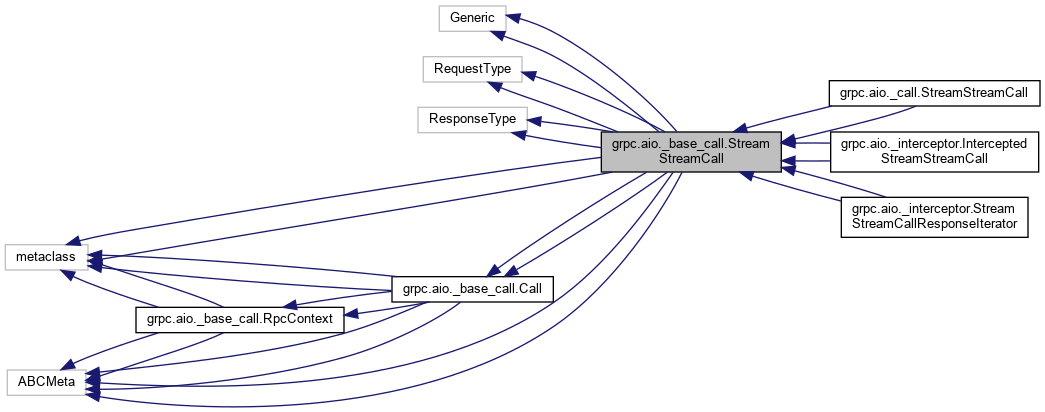 Generic
RequestType
ResponseType
grpc.aio._base_call.Stream
StreamCall
grpc.aio._call.StreamStreamCall
grpc.aio._interceptor.Intercepted
StreamStreamCall
grpc.aio._interceptor.Stream
StreamCallResponseIterator
metaclass
grpc.aio._base_call.Call
grpc.aio._base_call.RpcContext
ABCMeta